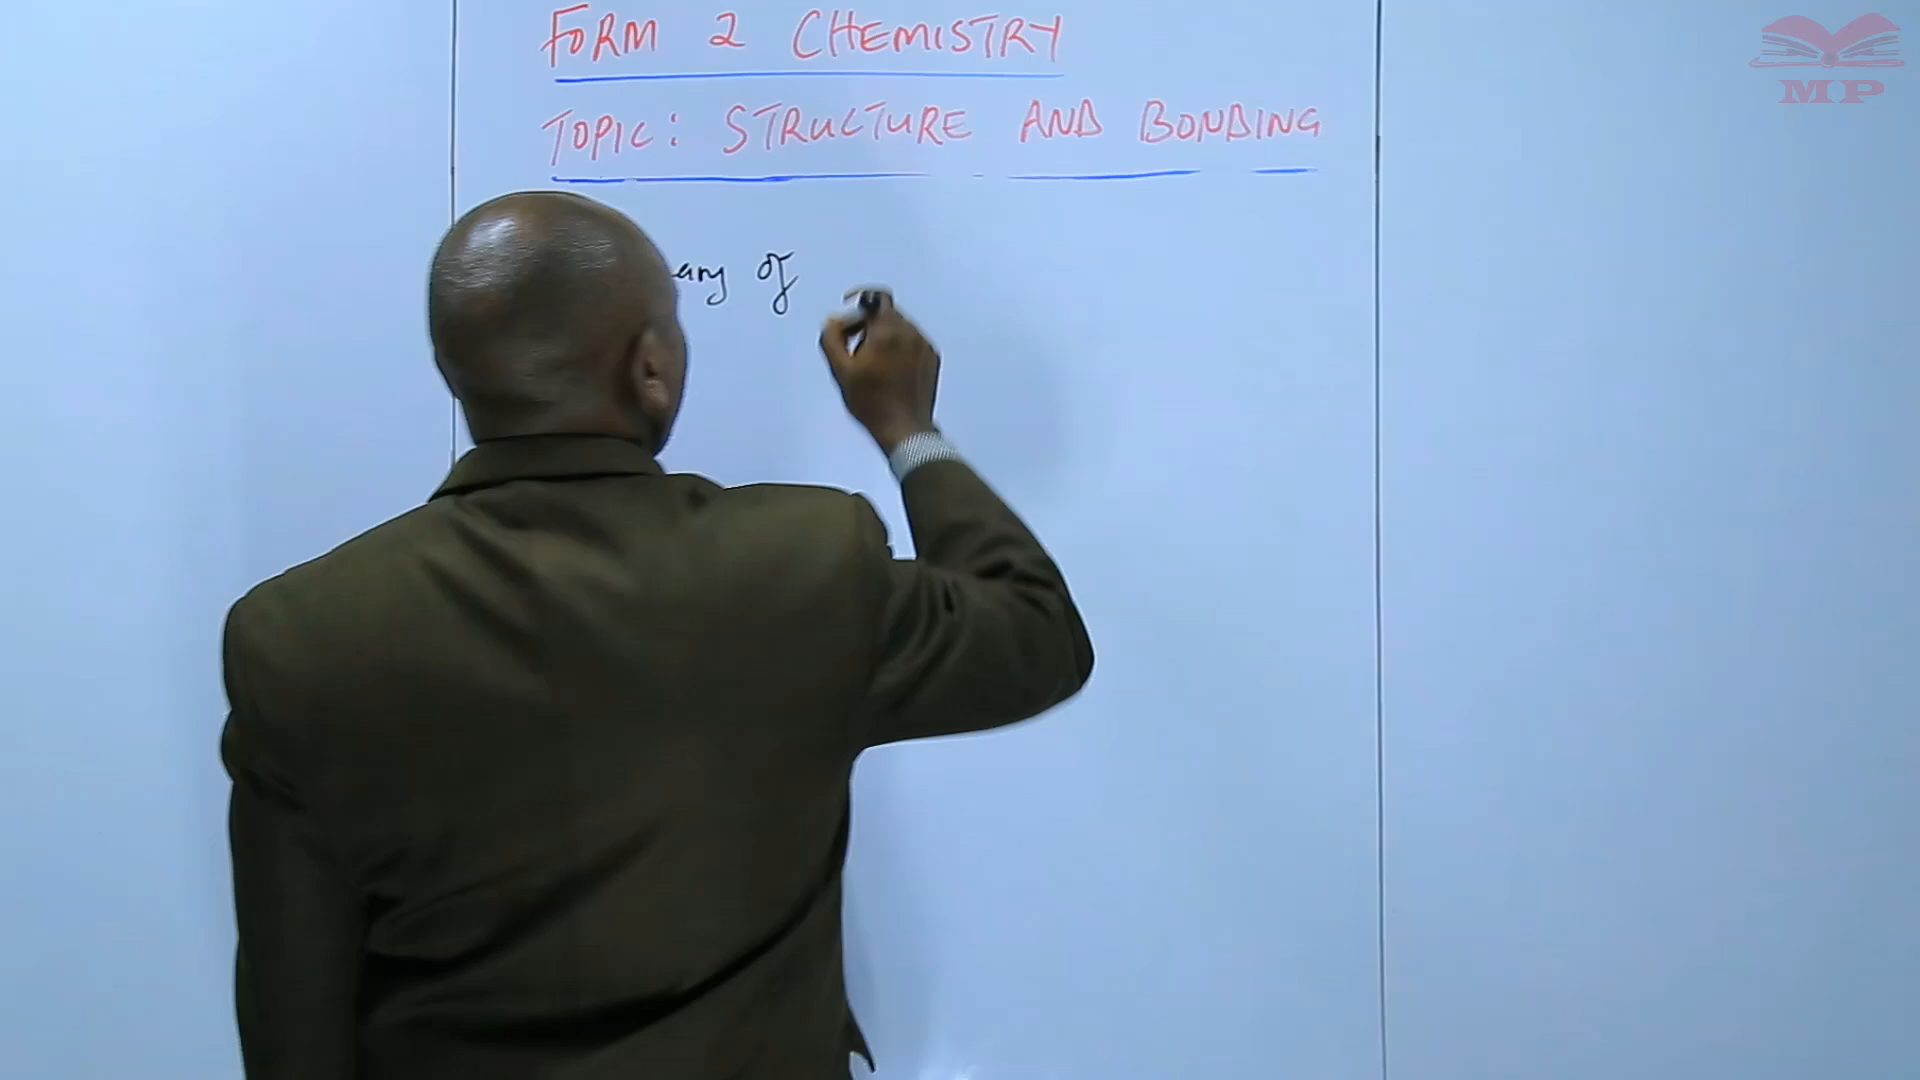 FORM 2 CHEMISTRY
TOPIC: STRUCTURE AND BONDING
of
MP